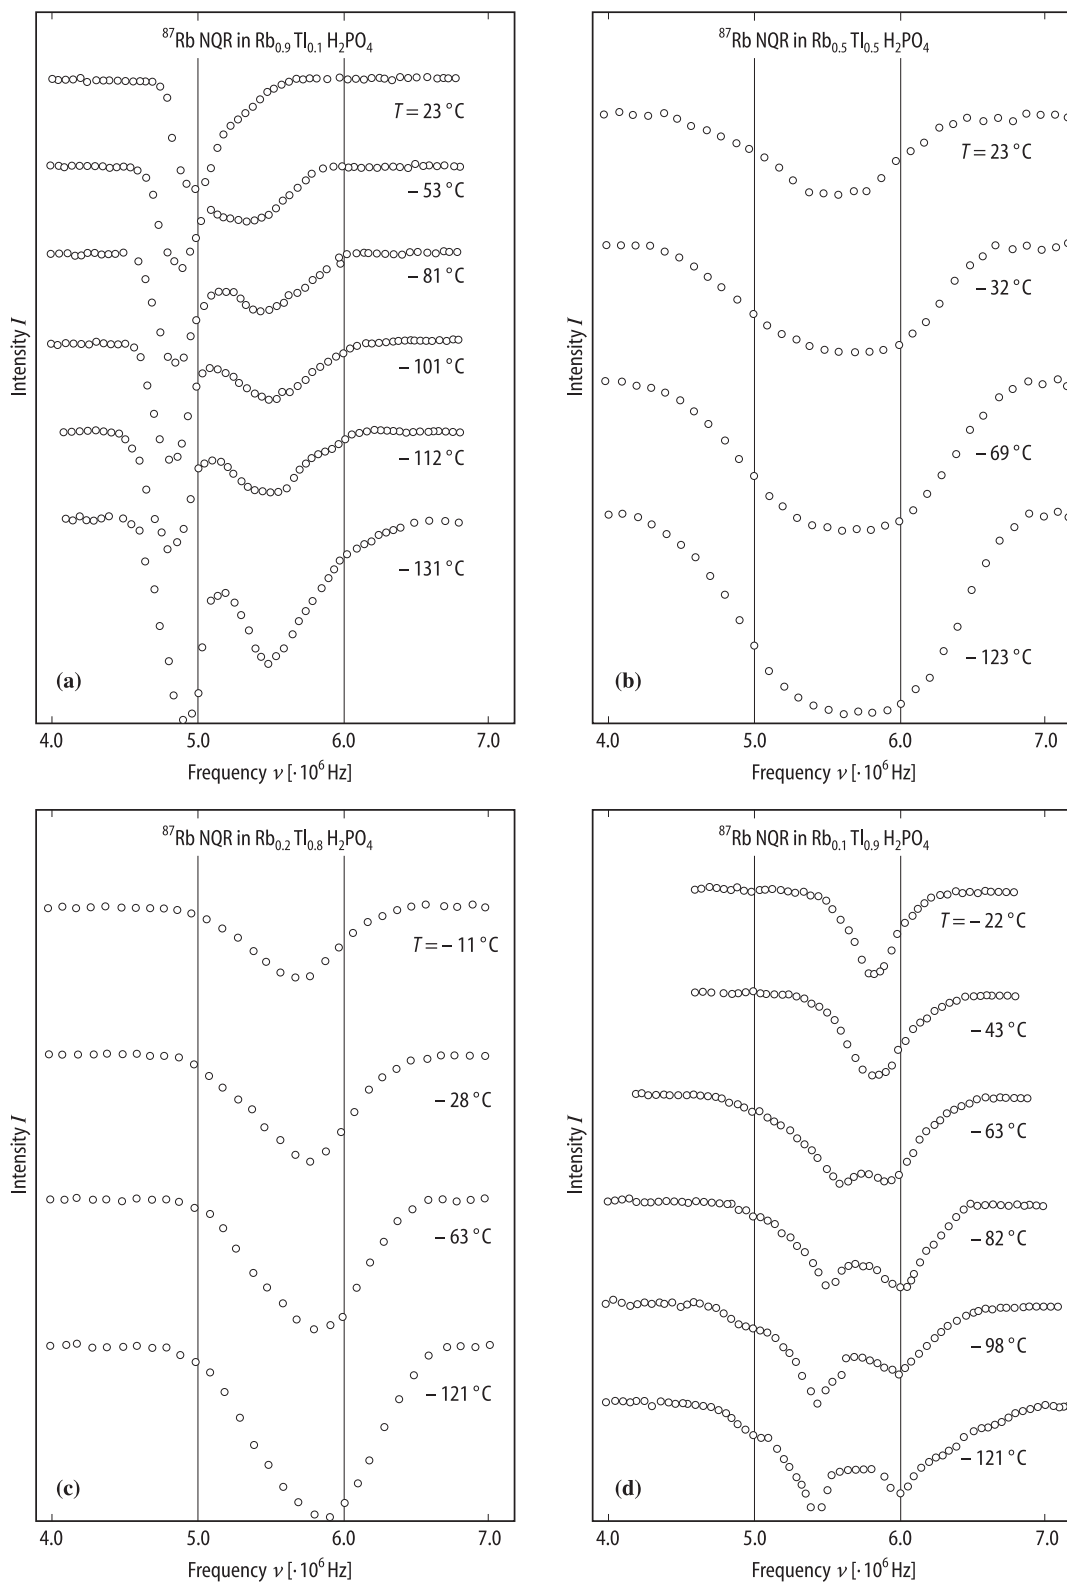 ⁸⁷Rb NQR in Rb₀.₉ Tl₀.₁ H₂PO₄
T = 23 °C
– 53 °C
– 81 °C
– 101 °C
– 112 °C
– 131 °C
(a)
Intensity I
4.0 5.0 6.0 7.0
Frequency ν [· 10⁶ Hz]
⁸⁷Rb NQR in Rb₀.₅ Tl₀.₅ H₂PO₄
T = 23 °C
– 32 °C
– 69 °C
– 123 °C
(b)
Intensity I
4.0 5.0 6.0 7.0
Frequency ν [· 10⁶ Hz]
⁸⁷Rb NQR in Rb₀.₂ Tl₀.₈ H₂PO₄
T = – 11 °C
– 28 °C
– 63 °C
– 121 °C
(c)
Intensity I
4.0 5.0 6.0 7.0
Frequency ν [· 10⁶ Hz]
⁸⁷Rb NQR in Rb₀.₁ Tl₀.₉ H₂PO₄
T = – 22 °C
– 43 °C
– 63 °C
– 82 °C
– 98 °C
– 121 °C
(d)
Intensity I
4.0 5.0 6.0 7.0
Frequency ν [· 10⁶ Hz]